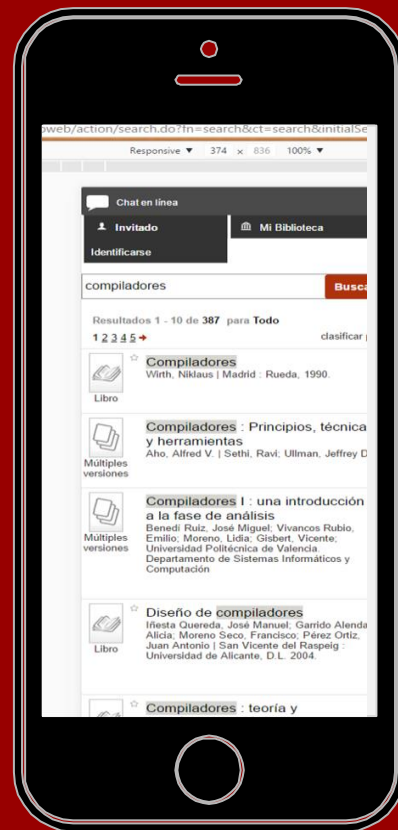 oweb/action/search.do?fn=search&ct=search&initialSe
Responsive ▼ 374 × 836 100% ▼
Chat en línea
Invitado Mi Biblioteca
Identificarse
compiladores Busca
Resultados 1 - 10 de 387 para Todo
1 2 3 4 5 clasificar p
Compiladores
Wirth, Niklaus | Madrid : Rueda, 1990.
Libro
Compiladores : Principios, técnica
y herramientas
Aho, Alfred V. | Sethi, Ravi; Ullman, Jeffrey D
Múltiples
versiones
Compiladores I : una introducción
a la fase de análisis
Benedí Ruiz, José Miguel; Vivancos Rubio,
Emilio; Moreno, Lidia; Gisbert, Vicente;
Universidad Politécnica de Valencia.
Departamento de Sistemas Informáticos y
Computación
Múltiples
versiones
Diseño de compiladores
Iñesta Quereda, José Manuel; Garrido Alenda
Alicia; Moreno Seco, Francisco; Pérez Ortiz,
Juan Antonio | San Vicente del Raspeig :
Universidad de Alicante, D.L. 2004.
Libro
Compiladores : teoría y